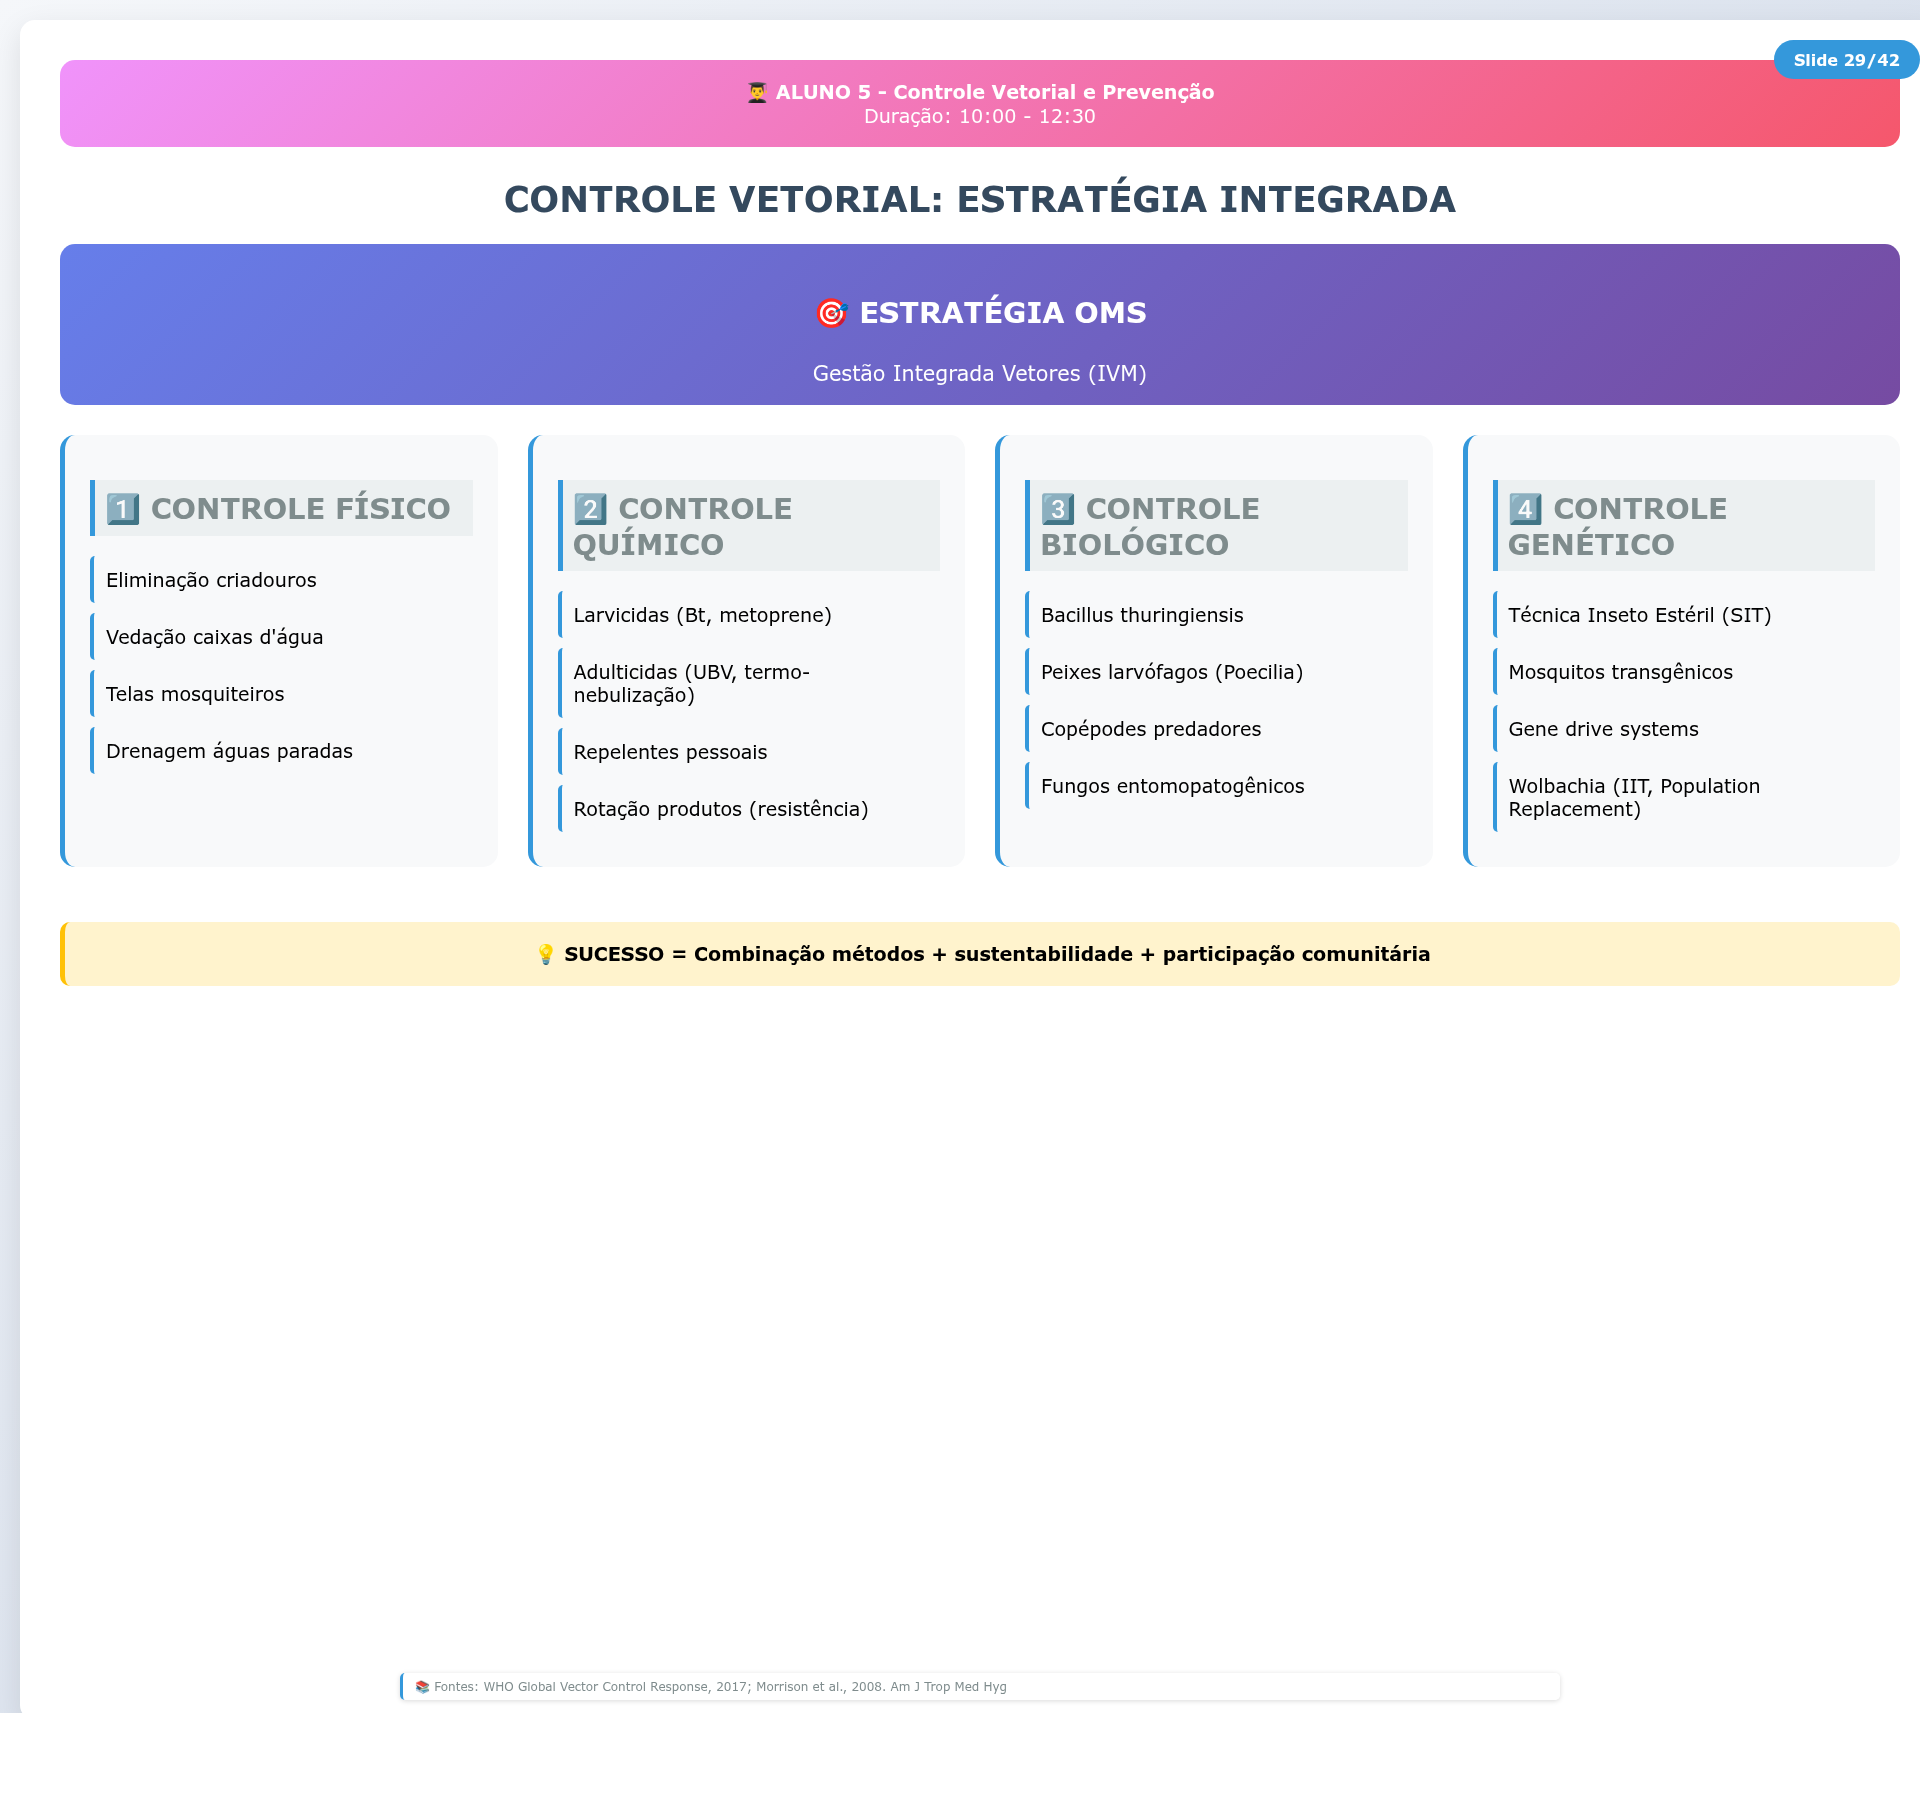 Slide 29/42
👨‍🎓 ALUNO 5 - Controle Vetorial e Prevenção
Duração: 10:00 - 12:30
CONTROLE VETORIAL: ESTRATÉGIA INTEGRADA
🎯 ESTRATÉGIA OMS
Gestão Integrada Vetores (IVM)
1️⃣ CONTROLE FÍSICO
Eliminação criadouros
Vedação caixas d'água
Telas mosquiteiros
Drenagem águas paradas
2️⃣ CONTROLE
QUÍMICO
Larvicidas (Bt, metoprene)
Adulticidas (UBV, termo-
nebulização)
Repelentes pessoais
Rotação produtos (resistência)
3️⃣ CONTROLE
BIOLÓGICO
Bacillus thuringiensis
Peixes larvófagos (Poecilia)
Copépodes predadores
Fungos entomopatogênicos
4️⃣ CONTROLE
GENÉTICO
Técnica Inseto Estéril (SIT)
Mosquitos transgênicos
Gene drive systems
Wolbachia (IIT, Population
Replacement)
💡 SUCESSO = Combinação métodos + sustentabilidade + participação comunitária
📚 Fontes: WHO Global Vector Control Response, 2017; Morrison et al., 2008. Am J Trop Med Hyg